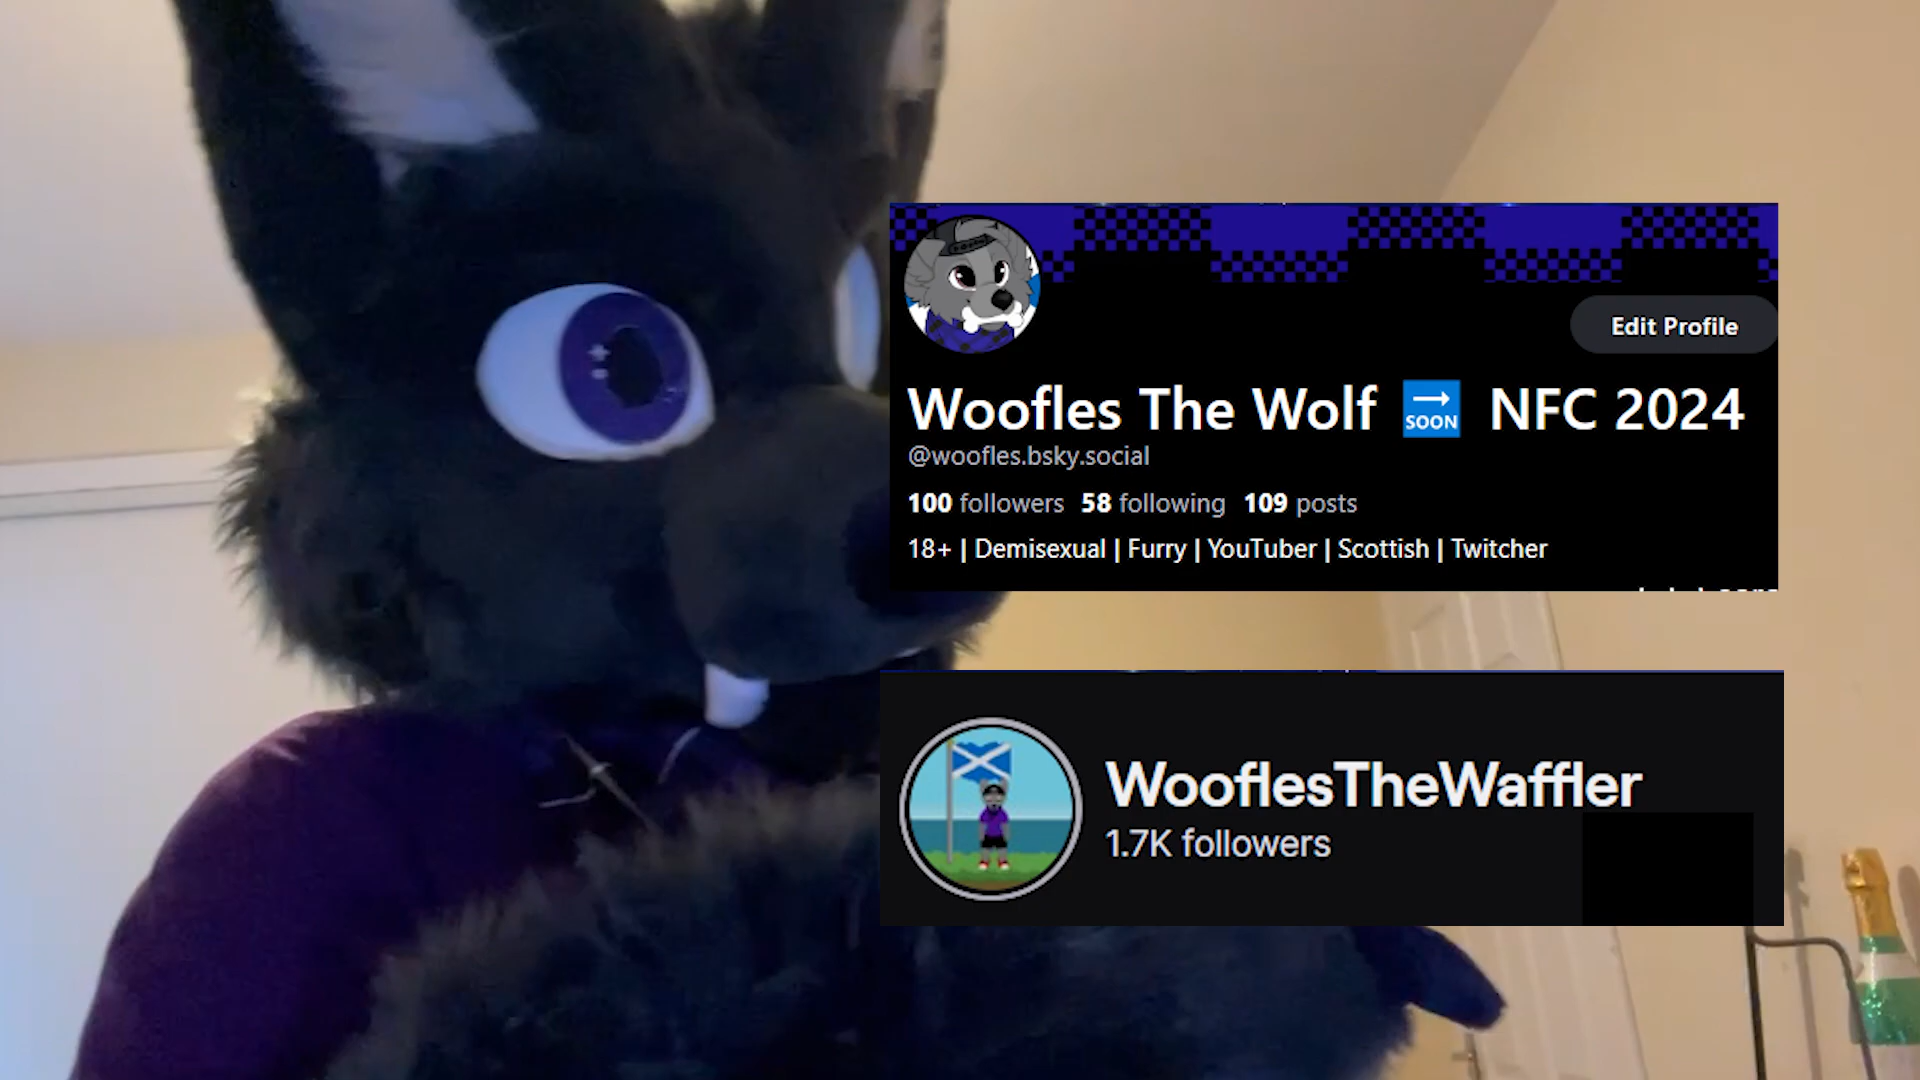 Edit Profile
Woofles The Wolf 🔜 NFC 2024
@woofles.bsky.social
100 followers 58 following 109 posts
18+ | Demisexual | Furry | YouTuber | Scottish | Twitcher
WooflesTheWaffler
1.7K followers